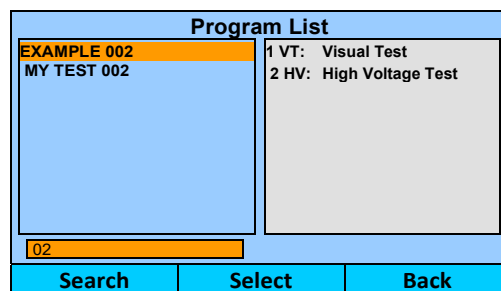 Program List
EXAMPLE 002
MY TEST 002
1 VT: Visual Test
2 HV: High Voltage Test
02
Search Select Back